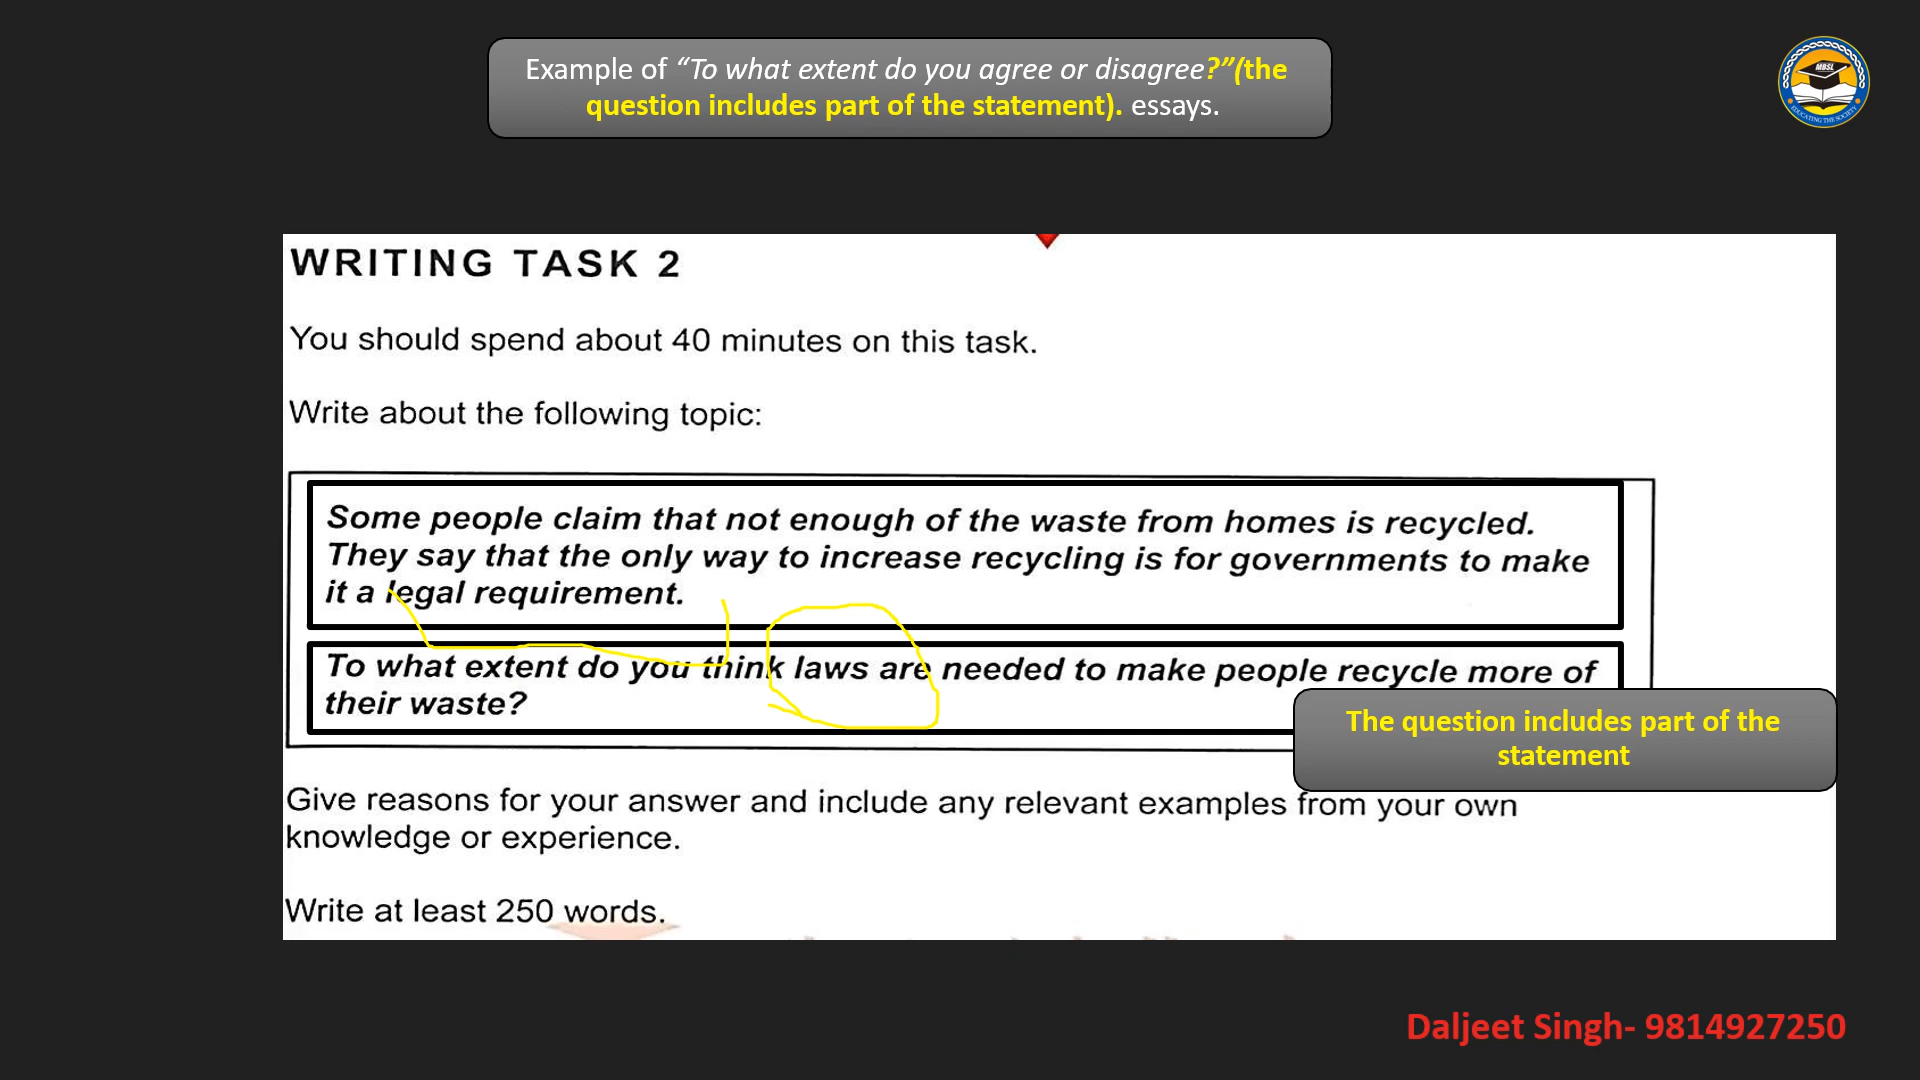 Example of “To what extent do you agree or disagree?”(the
question includes part of the statement). essays.
MBSL
EDUCATING THE SOCIETY
WRITING TASK 2
You should spend about 40 minutes on this task.
Write about the following topic:
Some people claim that not enough of the waste from homes is recycled.
They say that the only way to increase recycling is for governments to make
it a legal requirement.
To what extent do you think laws are needed to make people recycle more of
their waste?
The question includes part of the
statement
Give reasons for your answer and include any relevant examples from your own
knowledge or experience.
Write at least 250 words.
Daljeet Singh- 9814927250